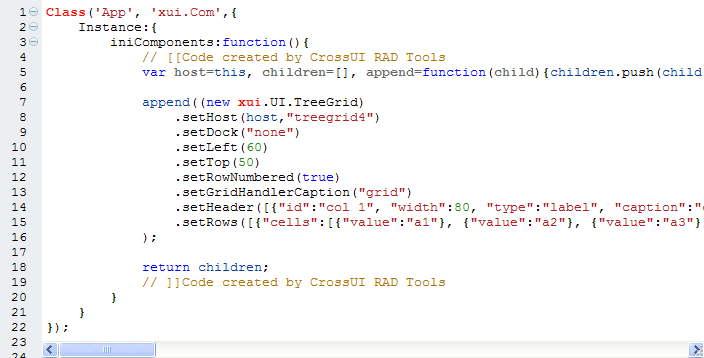 1 Class('App', 'xui.Com',{
2 Instance:{
3 iniComponents:function(){
4 // [[Code created by CrossUI RAD Tools
5 var host=this, children=[], append=function(child){children.push(child
6
7 append((new xui.UI.TreeGrid)
8 .setHost(host,"treegrid4")
9 .setDock("none")
10 .setLeft(60)
11 .setTop(50)
12 .setRowNumbered(true)
13 .setGridHandlerCaption("grid")
14 .setHeader([{"id":"col 1", "width":80, "type":"label", "caption":"
15 .setRows([{"cells":[{"value":"a1"}, {"value":"a2"}, {"value":"a3"}
16 );
17
18 return children;
19 // ]]Code created by CrossUI RAD Tools
20 }
21 }
22 });
23
24